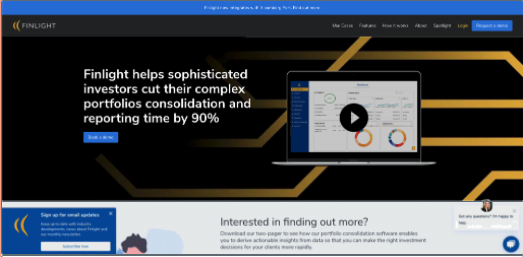 Finlight now integrates with
FINLIGHT
Use Cases Features How it works About Spotlight Login Request a demo
Finlight helps sophisticated
investors cut their complex
portfolios consolidation and
reporting time by 90%
Book a demo
Interested in finding out more?
Download our two-pager to see how our portfolio consolidation software enables
you to derive actionable insights from data so that you can make the right investment
decisions for your clients more rapidly.
Sign up for email updates
Keep up to date with industry
developments, news about Finlight and
our monthly newsletter.
Subscribe now
Got any questions? I'm happy to
help.